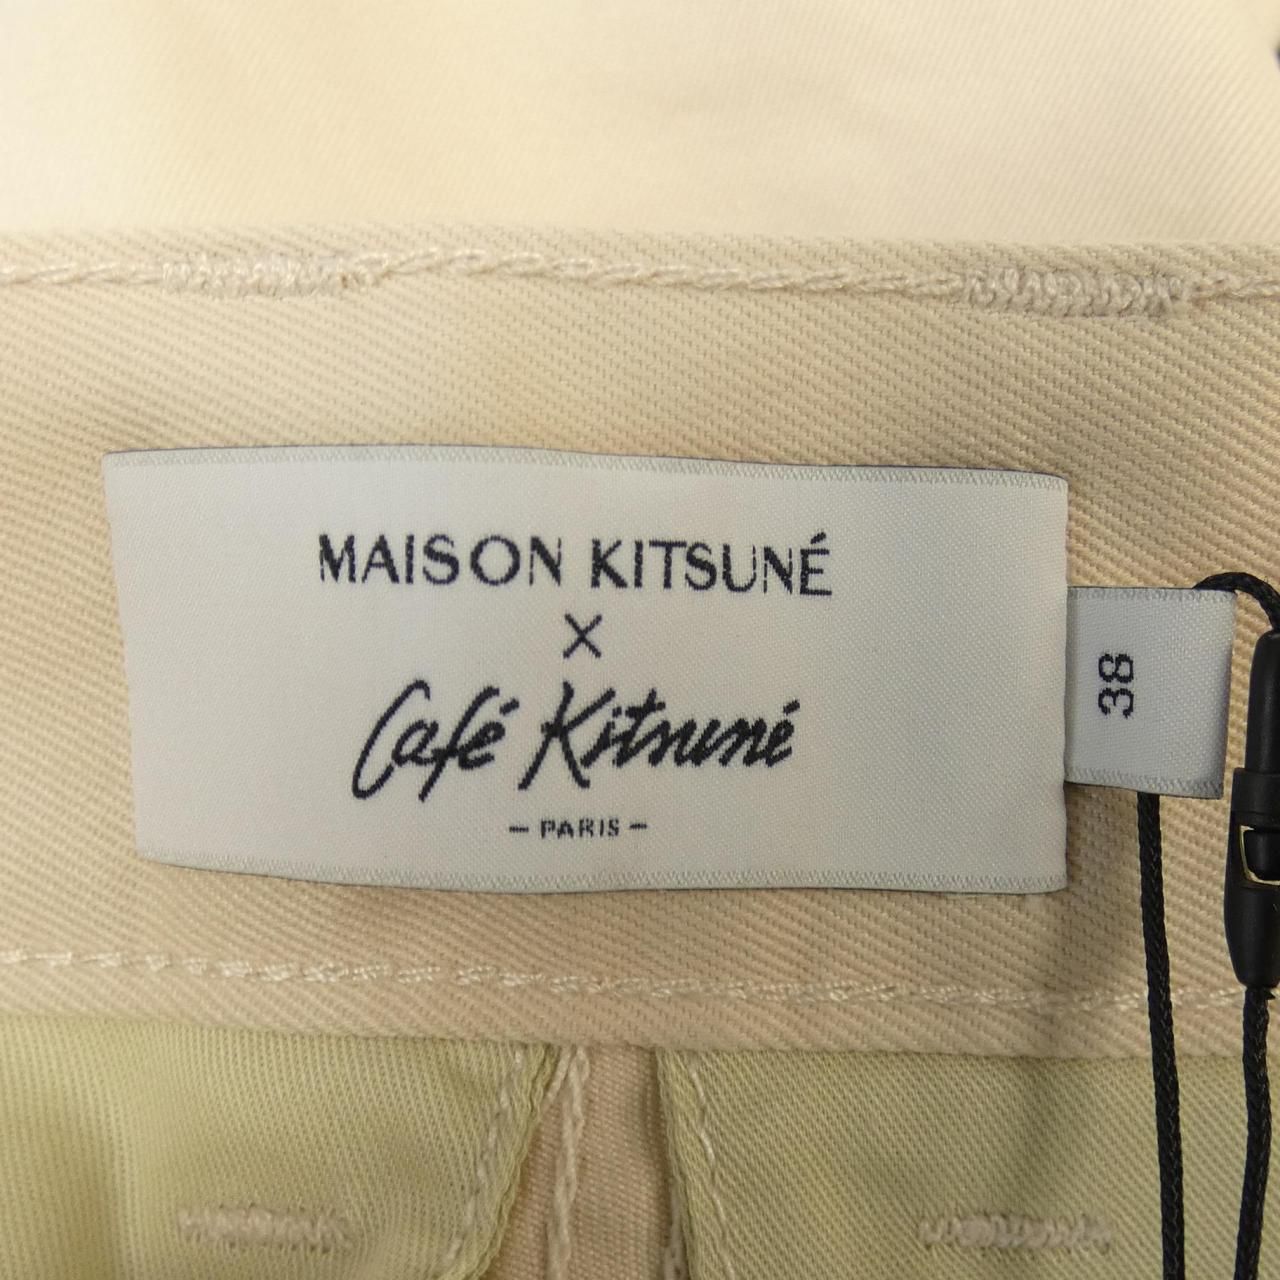 MAISON KITSUNÉ
X
Café Kitsuné
- PARIS -
38